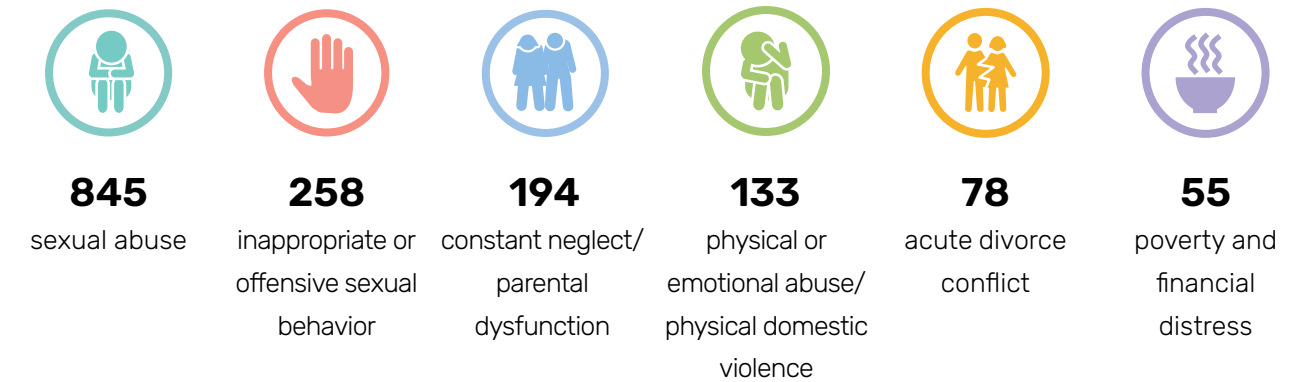 845
sexual abuse
258
inappropriate or
offensive sexual
behavior
194
constant neglect/
parental
dysfunction
133
physical or
emotional abuse/
physical domestic
violence
78
acute divorce
conflict
55
poverty and
financial
distress